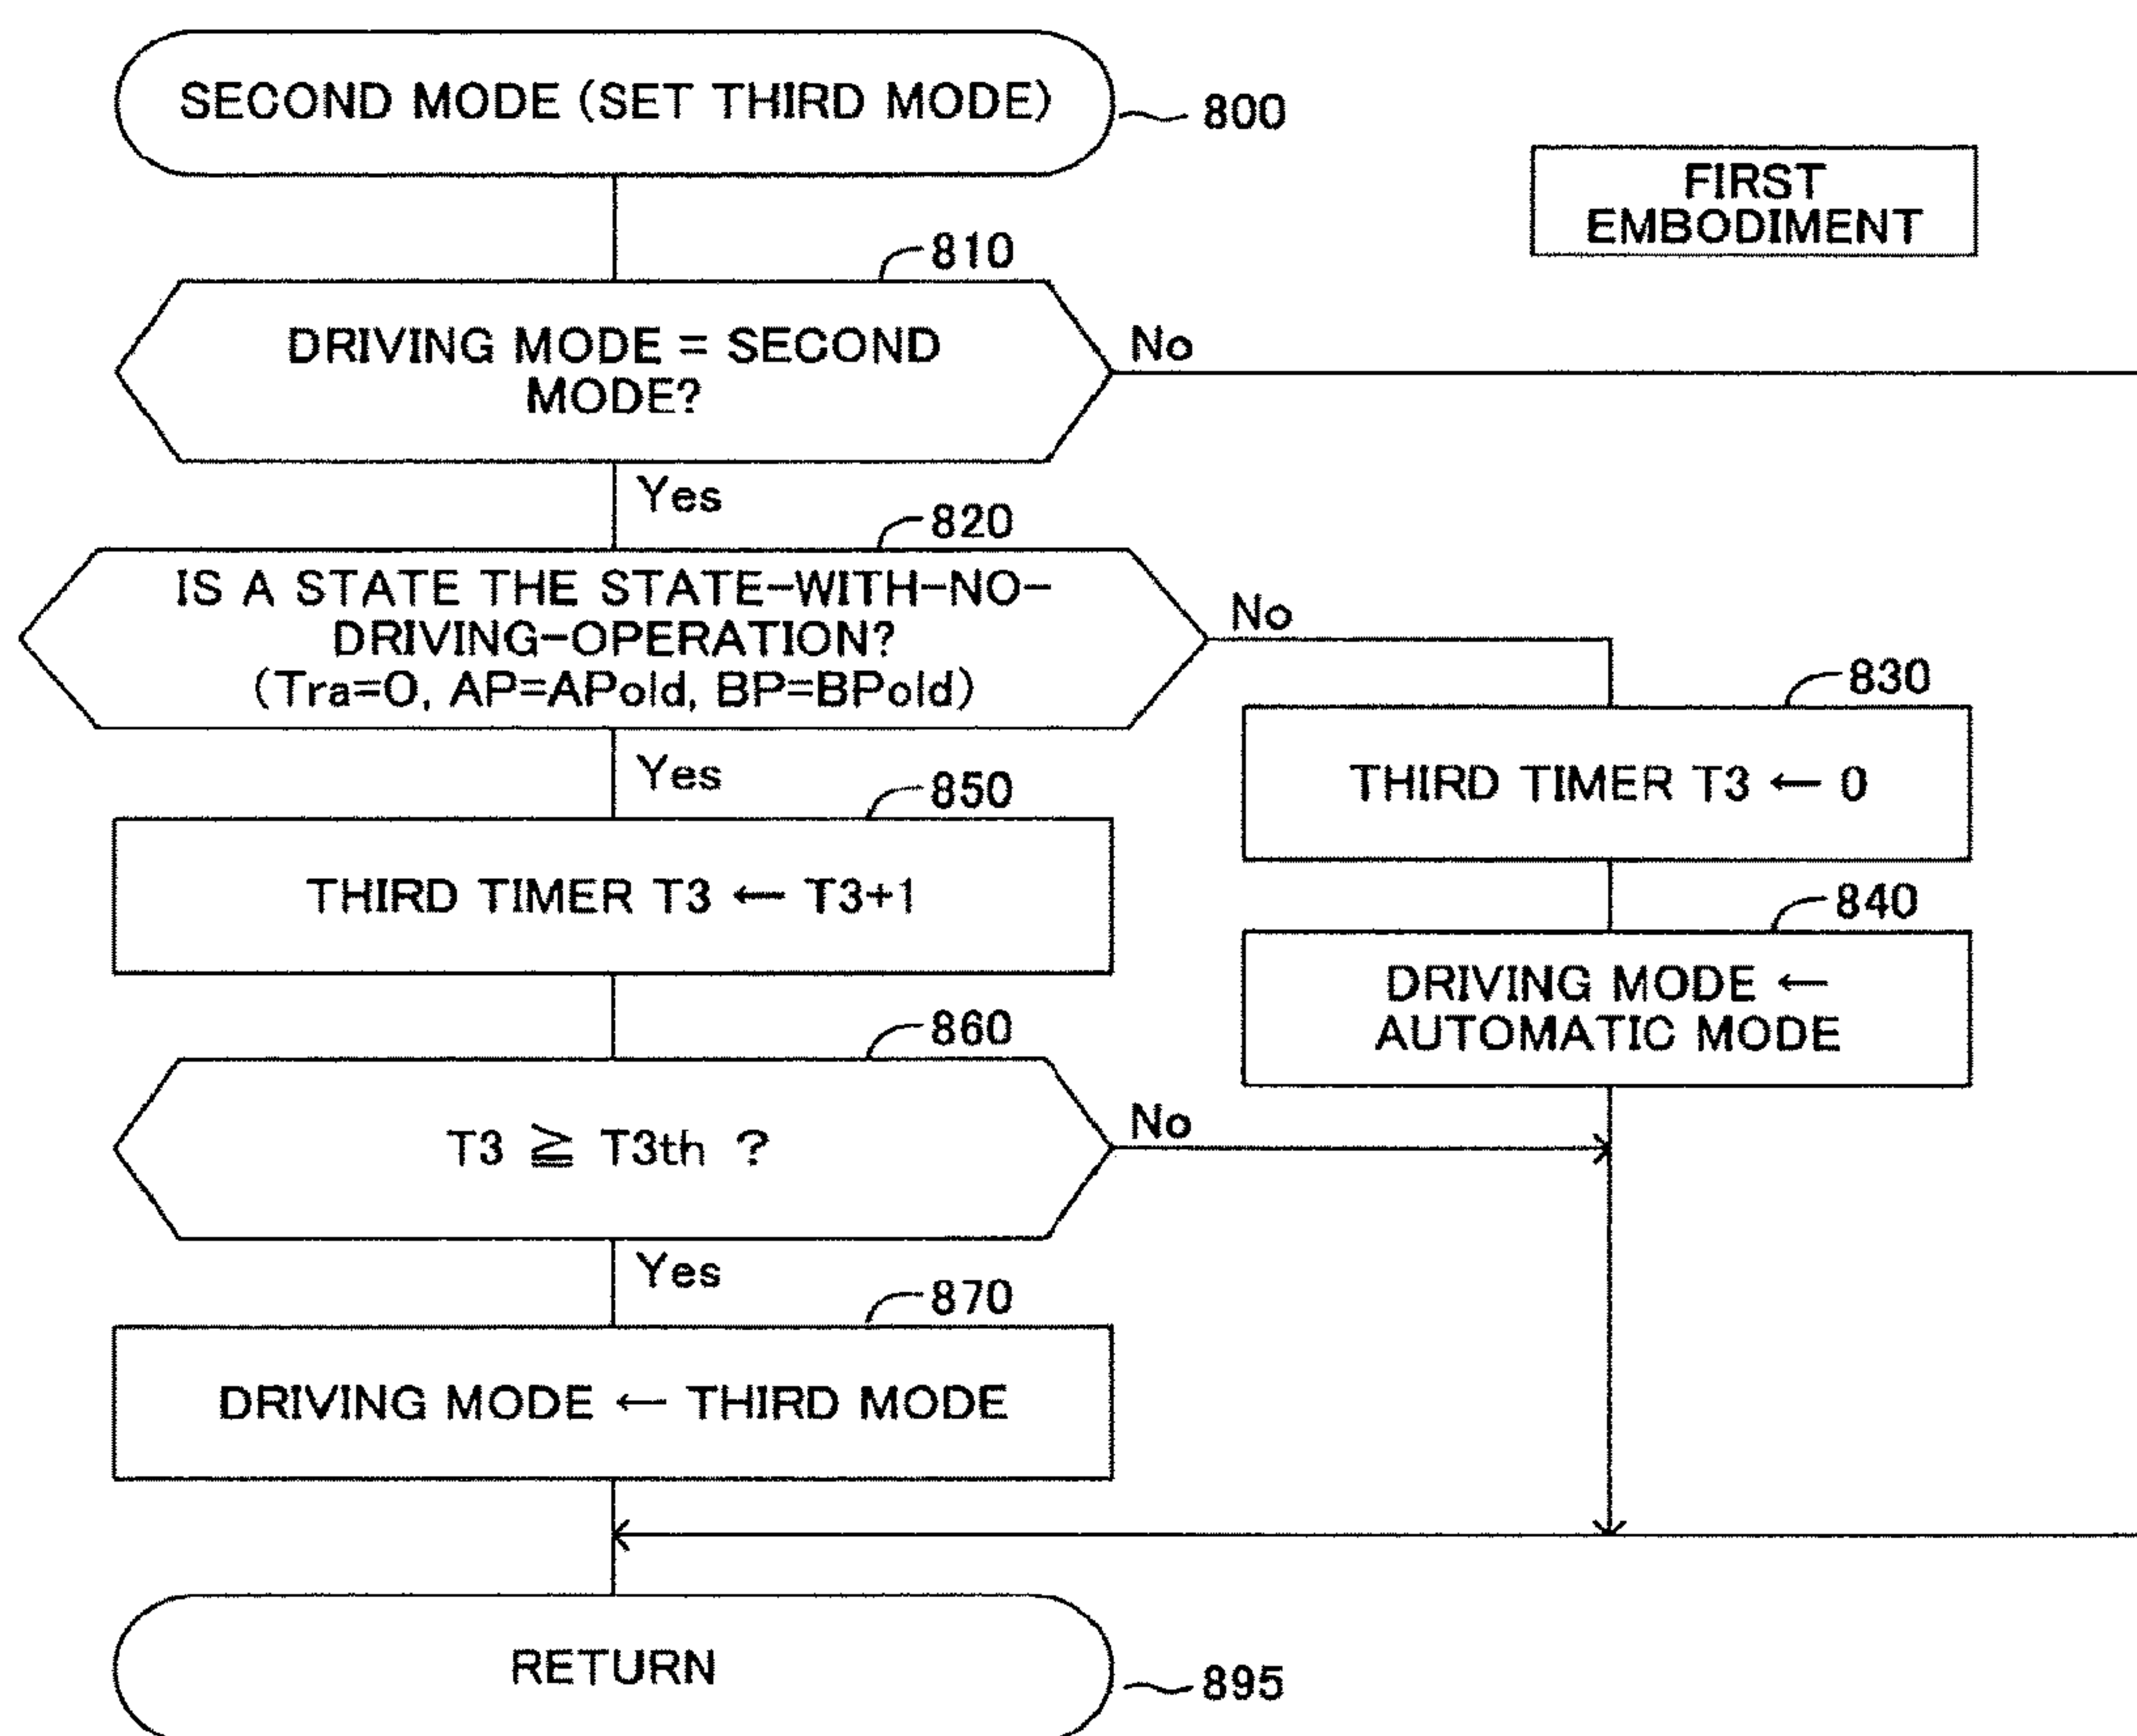 SECOND MODE (SET THIRD MODE)
800
FIRST
EMBODIMENT
810
DRIVING MODE = SECOND
MODE?
No
Yes
820
IS A STATE THE STATE-WITH-NO-
DRIVING-OPERATION?
(Tra=0, AP=APold, BP=BPold)
No
830
THIRD TIMER T3 ← 0
Yes
850
THIRD TIMER T3 ← T3+1
840
DRIVING MODE ←
AUTOMATIC MODE
860
T3 ≧ T3th ?
No
Yes
870
DRIVING MODE ← THIRD MODE
RETURN
895